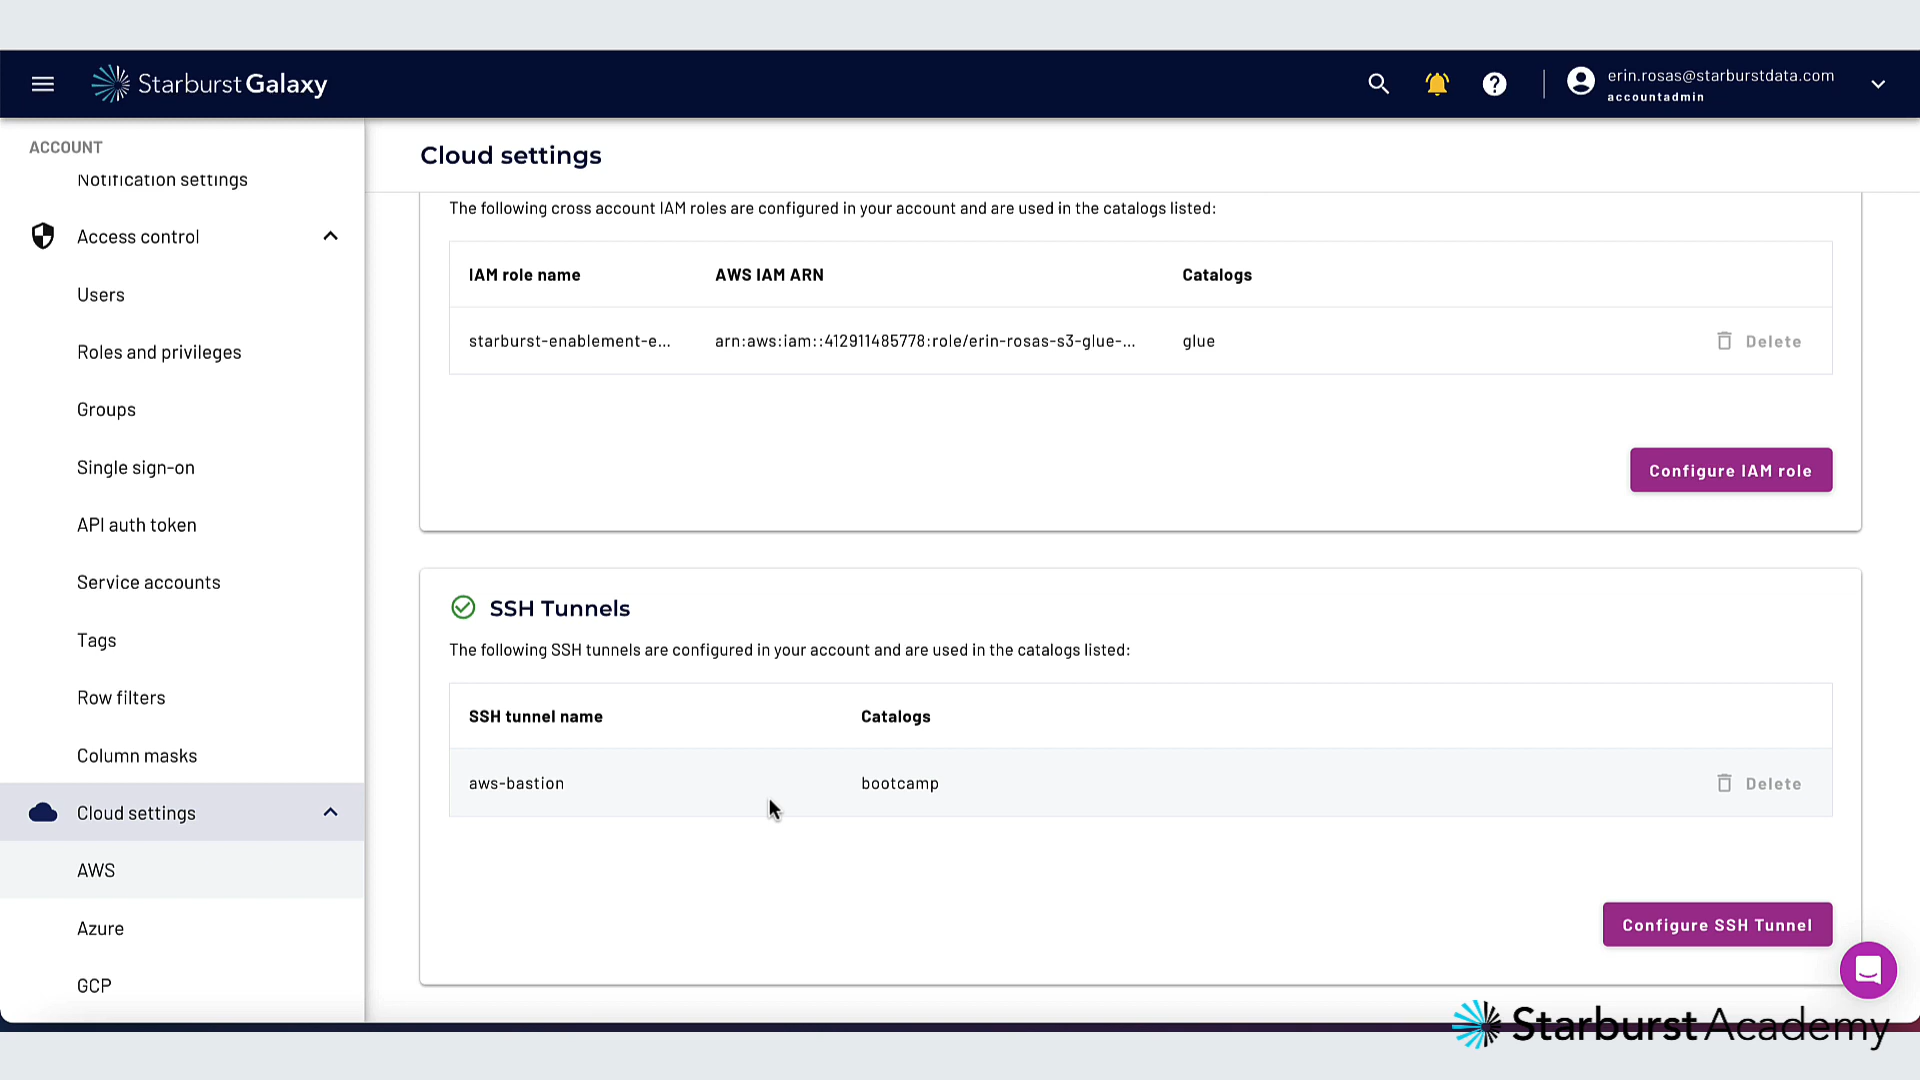 Starburst Galaxy
erin.rosas@starburstdata.com
accountadmin
ACCOUNT
Notification settings
Access control
Users
Roles and privileges
Groups
Single sign-on
API auth token
Service accounts
Tags
Row filters
Column masks
Cloud settings
AWS
Azure
GCP
Cloud settings
The following cross account IAM roles are configured in your account and are used in the catalogs listed:
IAM role name AWS IAM ARN Catalogs
starburst-enablement-e... arn:aws:iam::412911485778:role/erin-rosas-s3-glue-... glue Delete
Configure IAM role
SSH Tunnels
The following SSH tunnels are configured in your account and are used in the catalogs listed:
SSH tunnel name Catalogs
aws-bastion bootcamp Delete
Configure SSH Tunnel
Starburst Academy